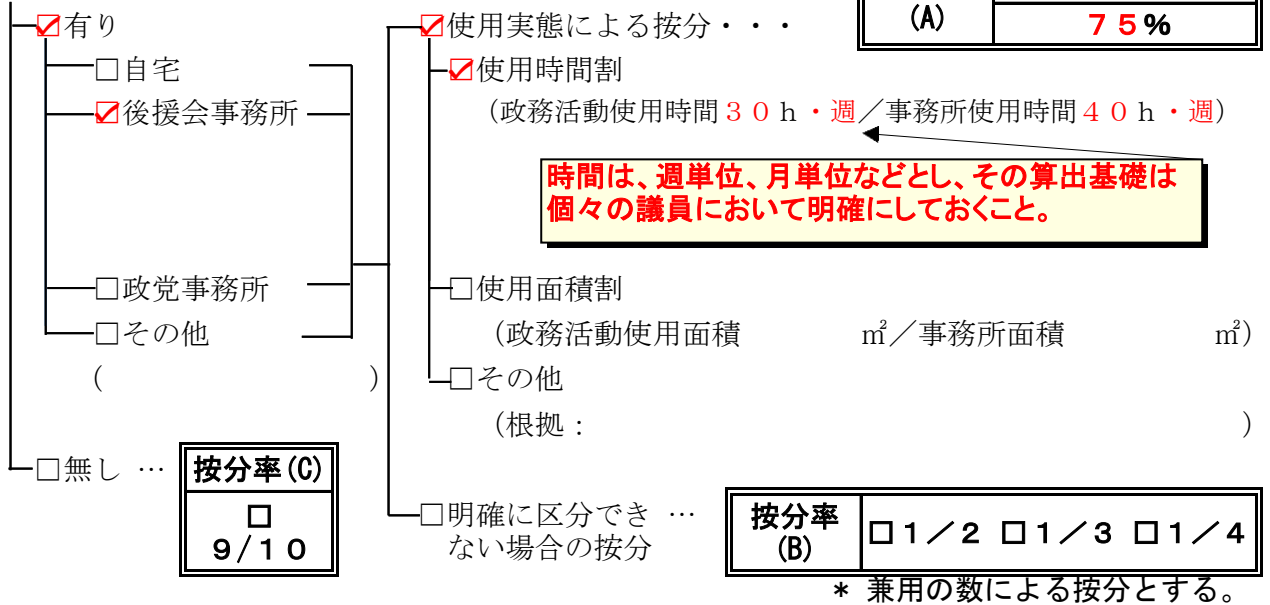 ☑有り
☑使用実態による按分・・・
(A) ７５%
□自宅
☑使用時間割
☑後援会事務所
（政務活動使用時間３０ｈ・週／事務所使用時間４０ｈ・週）
時間は、週単位、月単位などとし、その算出基礎は
個々の議員において明確にしておくこと。
□政党事務所
□使用面積割
□その他
（政務活動使用面積 ㎡／事務所面積 ㎡）
（ ）
□その他
（根拠： ）
□無し …
按分率(C)
□
９/１０
□明確に区分でき …
ない場合の按分
按分率
(B)
□１／２ □１／３ □１／４
* 兼用の数による按分とする。